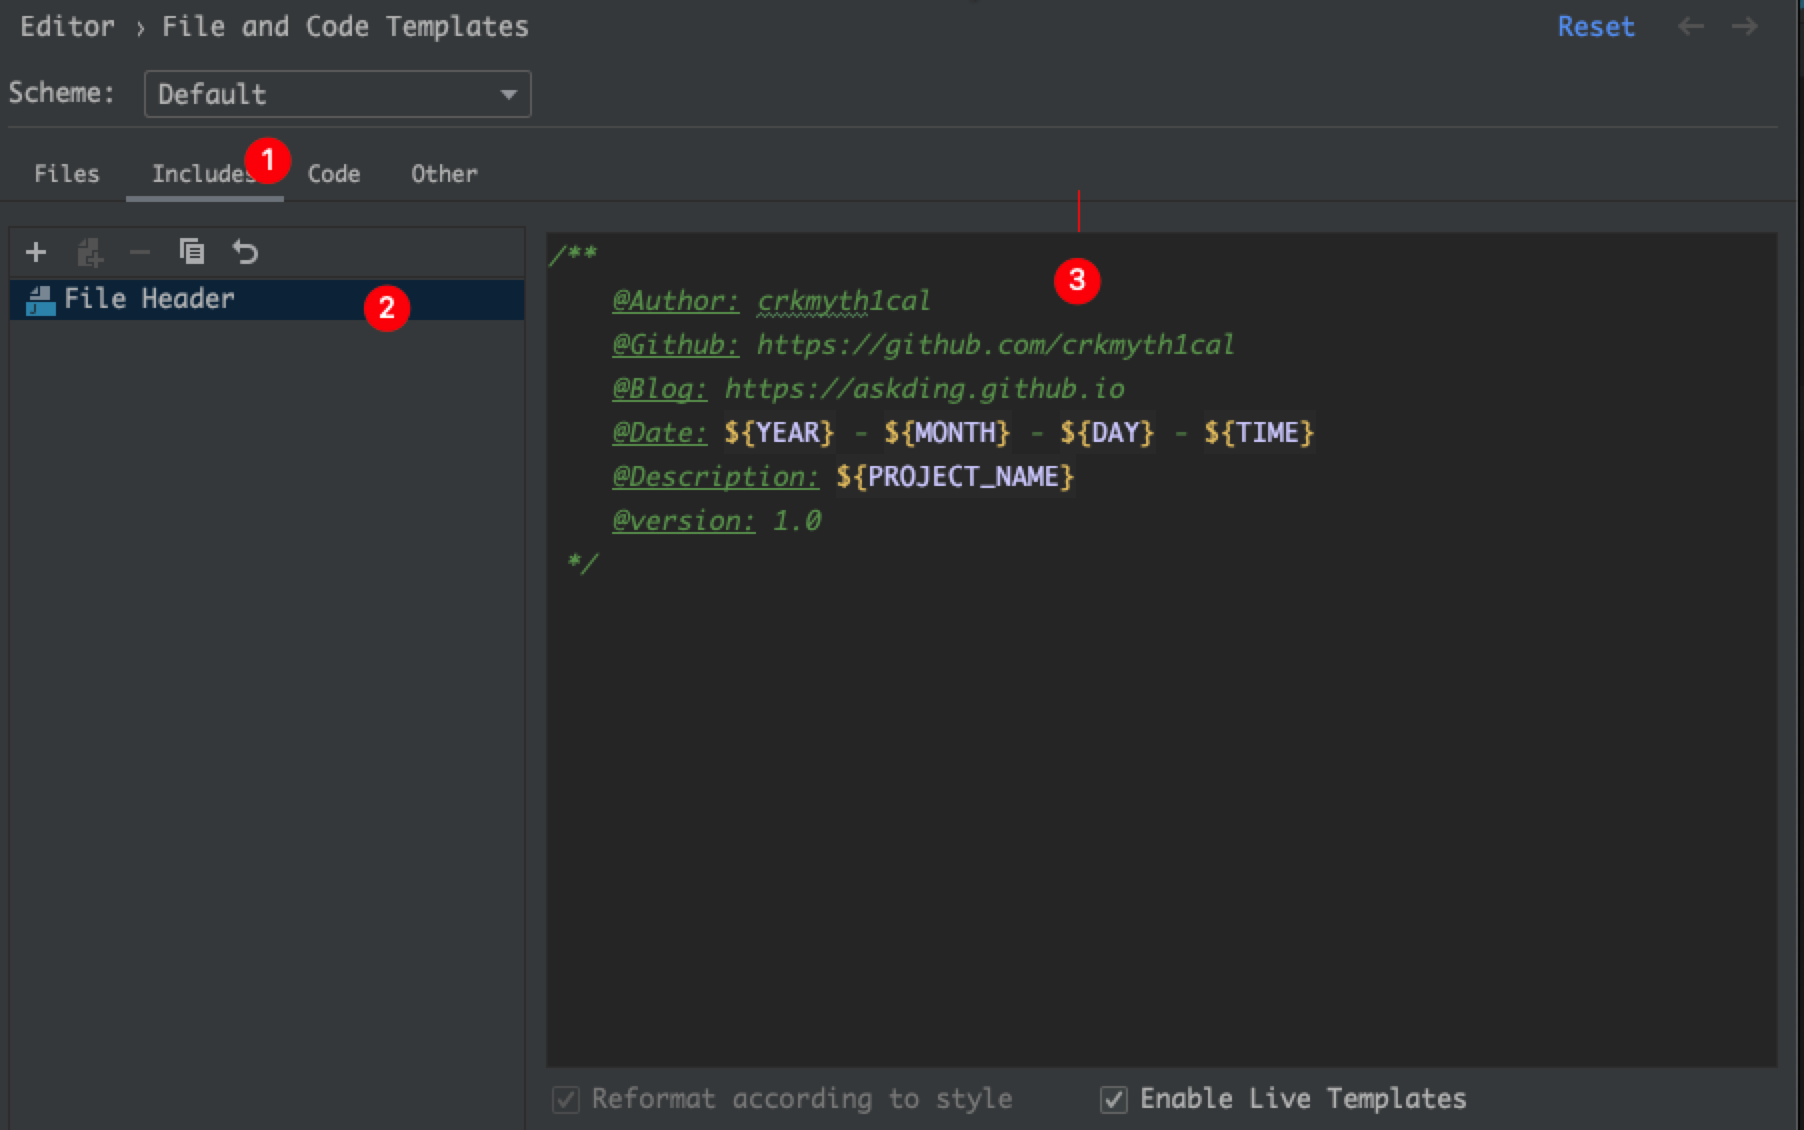 Editor › File and Code Templates
Reset
Scheme: Default
Files Includes 1 Code Other
File Header 2
3
/**
@Author: crkmyth1cal
@Github: https://github.com/crkmyth1cal
@Blog: https://askding.github.io
@Date: ${YEAR} - ${MONTH} - ${DAY} - ${TIME}
@Description: ${PROJECT_NAME}
@version: 1.0
*/
Reformat according to style
Enable Live Templates